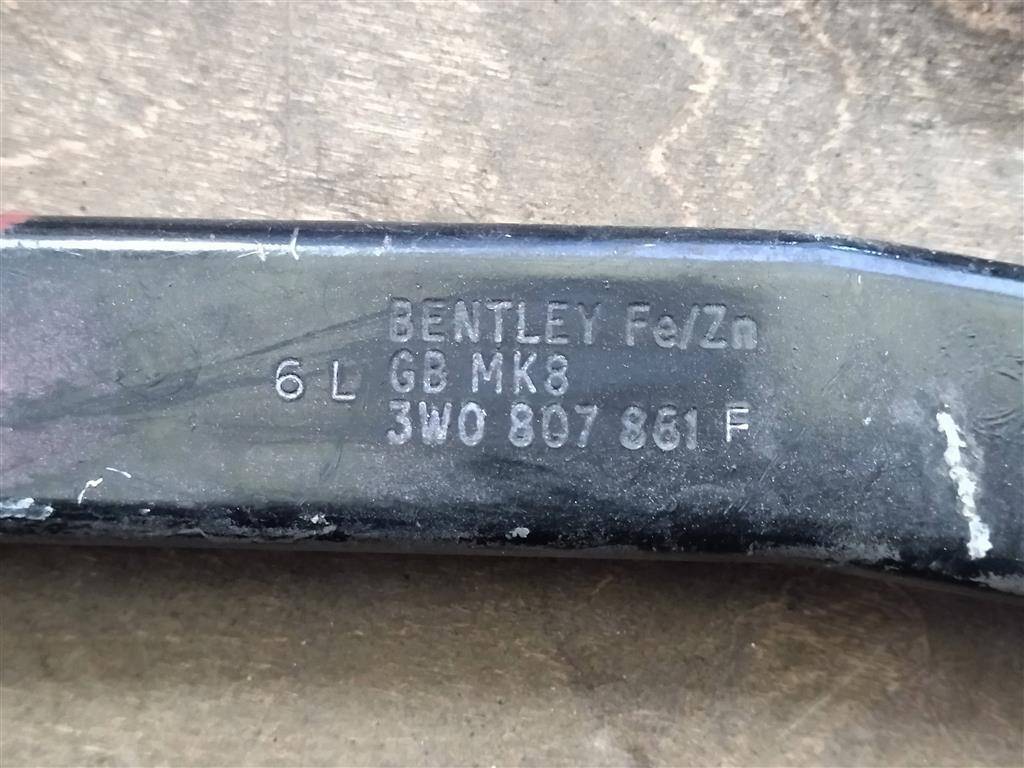 BENTLEY Fe/Zn
6 L GB MK8
3W0 807 861 F